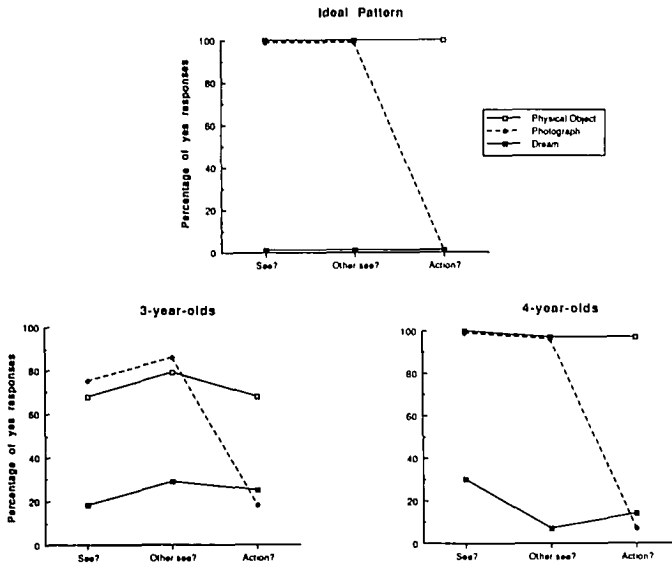 Ideal Pattern
Percentage of yes responses
100
80
60
40
20
0
See? Other see? Action?
Physical Object
Photograph
Dream
3-year-olds
Percentage of yes responses
100
80
60
40
20
0
See? Other see? Action?
4-year-olds
100
80
60
40
20
0
See? Other see? Action?